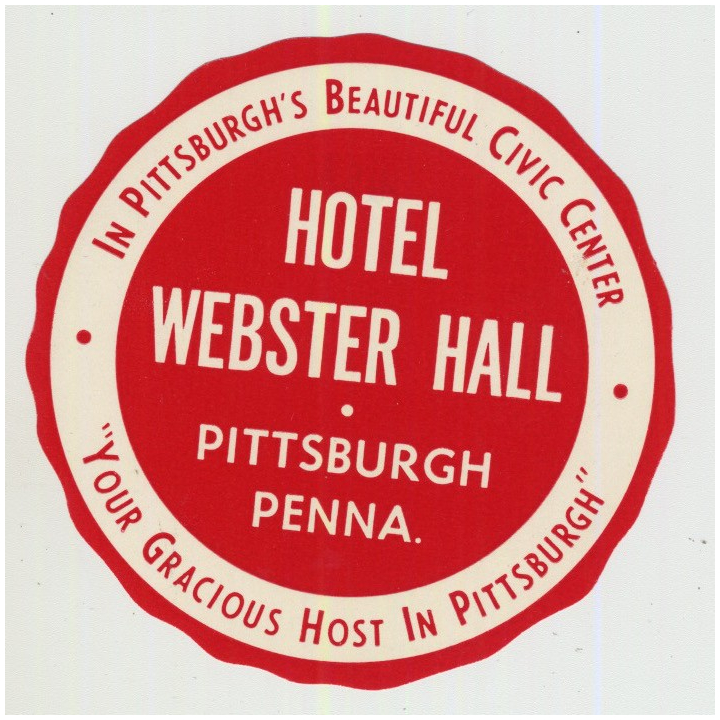 In Pittsburgh's Beautiful Civic Center
HOTEL
WEBSTER HALL
PITTSBURGH
PENNA.
"Your Gracious Host In Pittsburgh"